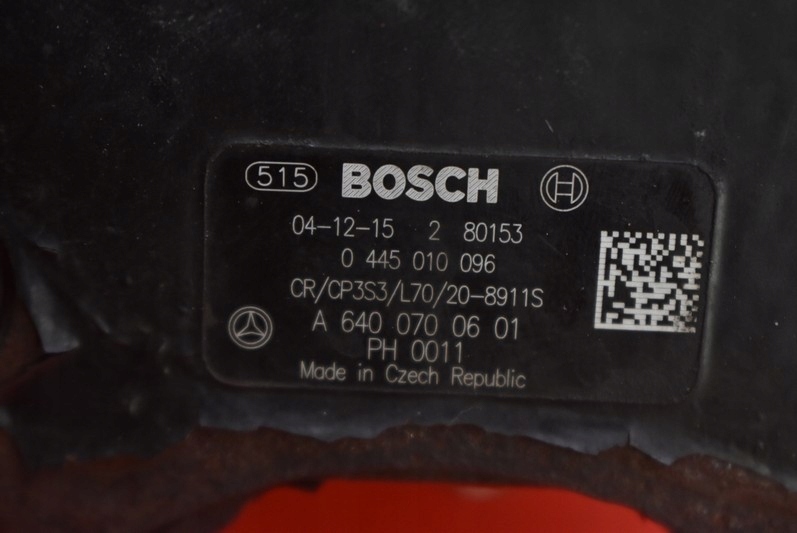 515 BOSCH
04-12-15 2 80153
0 445 010 096
CR/CP3S3/L70/20-8911S
A 640 070 06 01
PH 0011
Made in Czech Republic